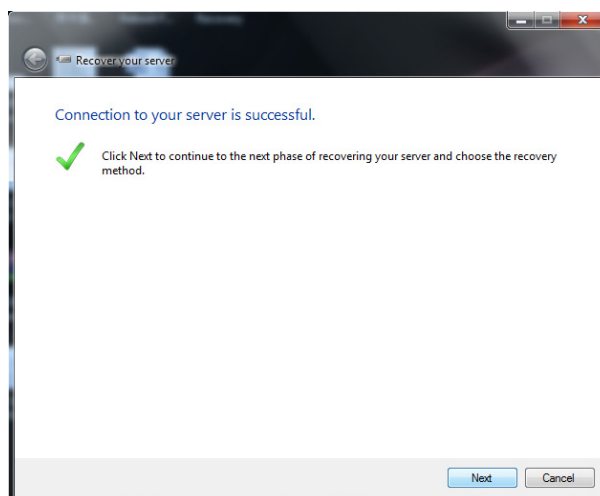 Recovery
Recover your server
Connection to your server is successful.
Click Next to continue to the next phase of recovering your server and choose the recovery
method.
Next
Cancel